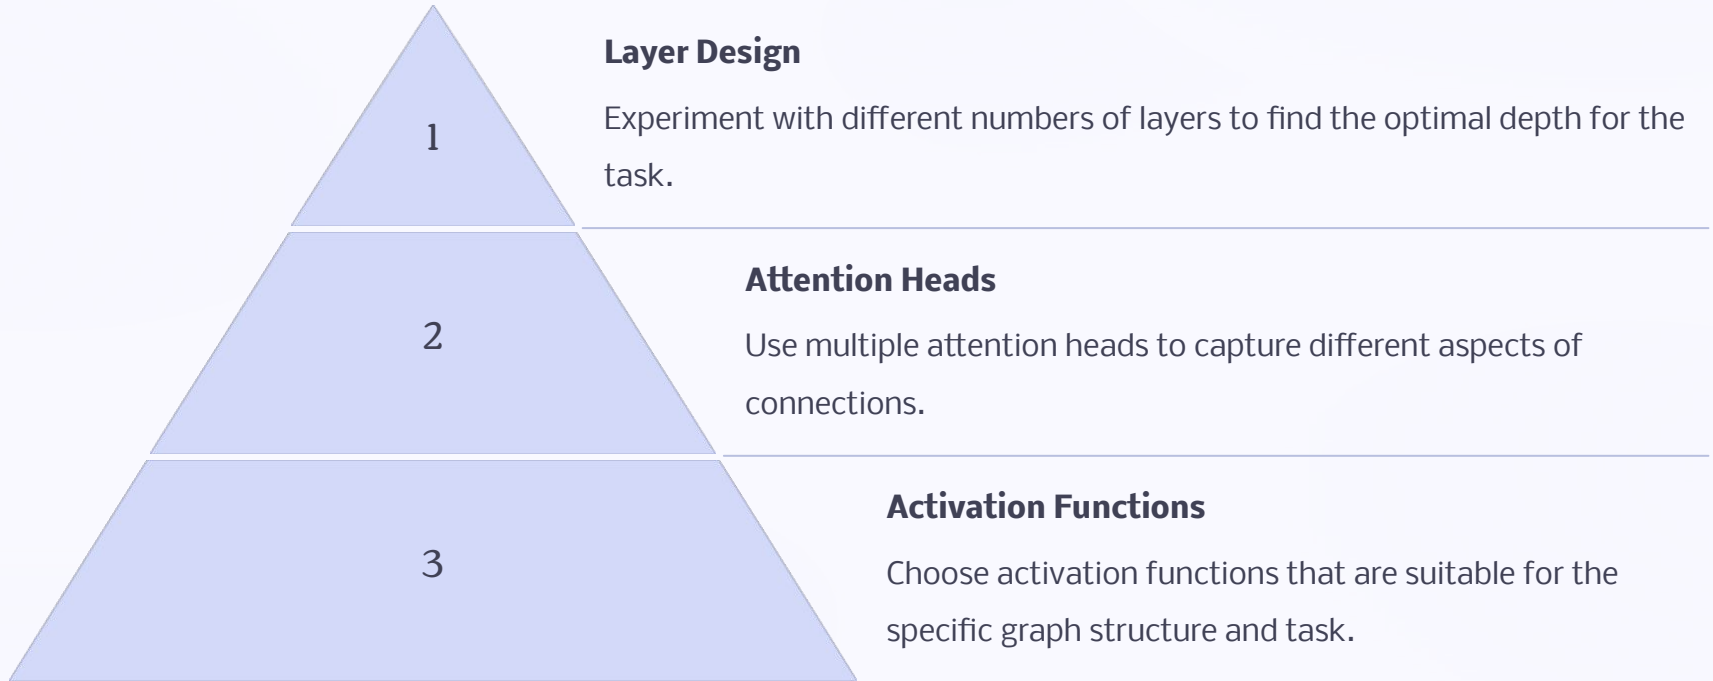 1
Layer Design
Experiment with different numbers of layers to find the optimal depth for the
task.
2
Attention Heads
Use multiple attention heads to capture different aspects of
connections.
3
Activation Functions
Choose activation functions that are suitable for the
specific graph structure and task.